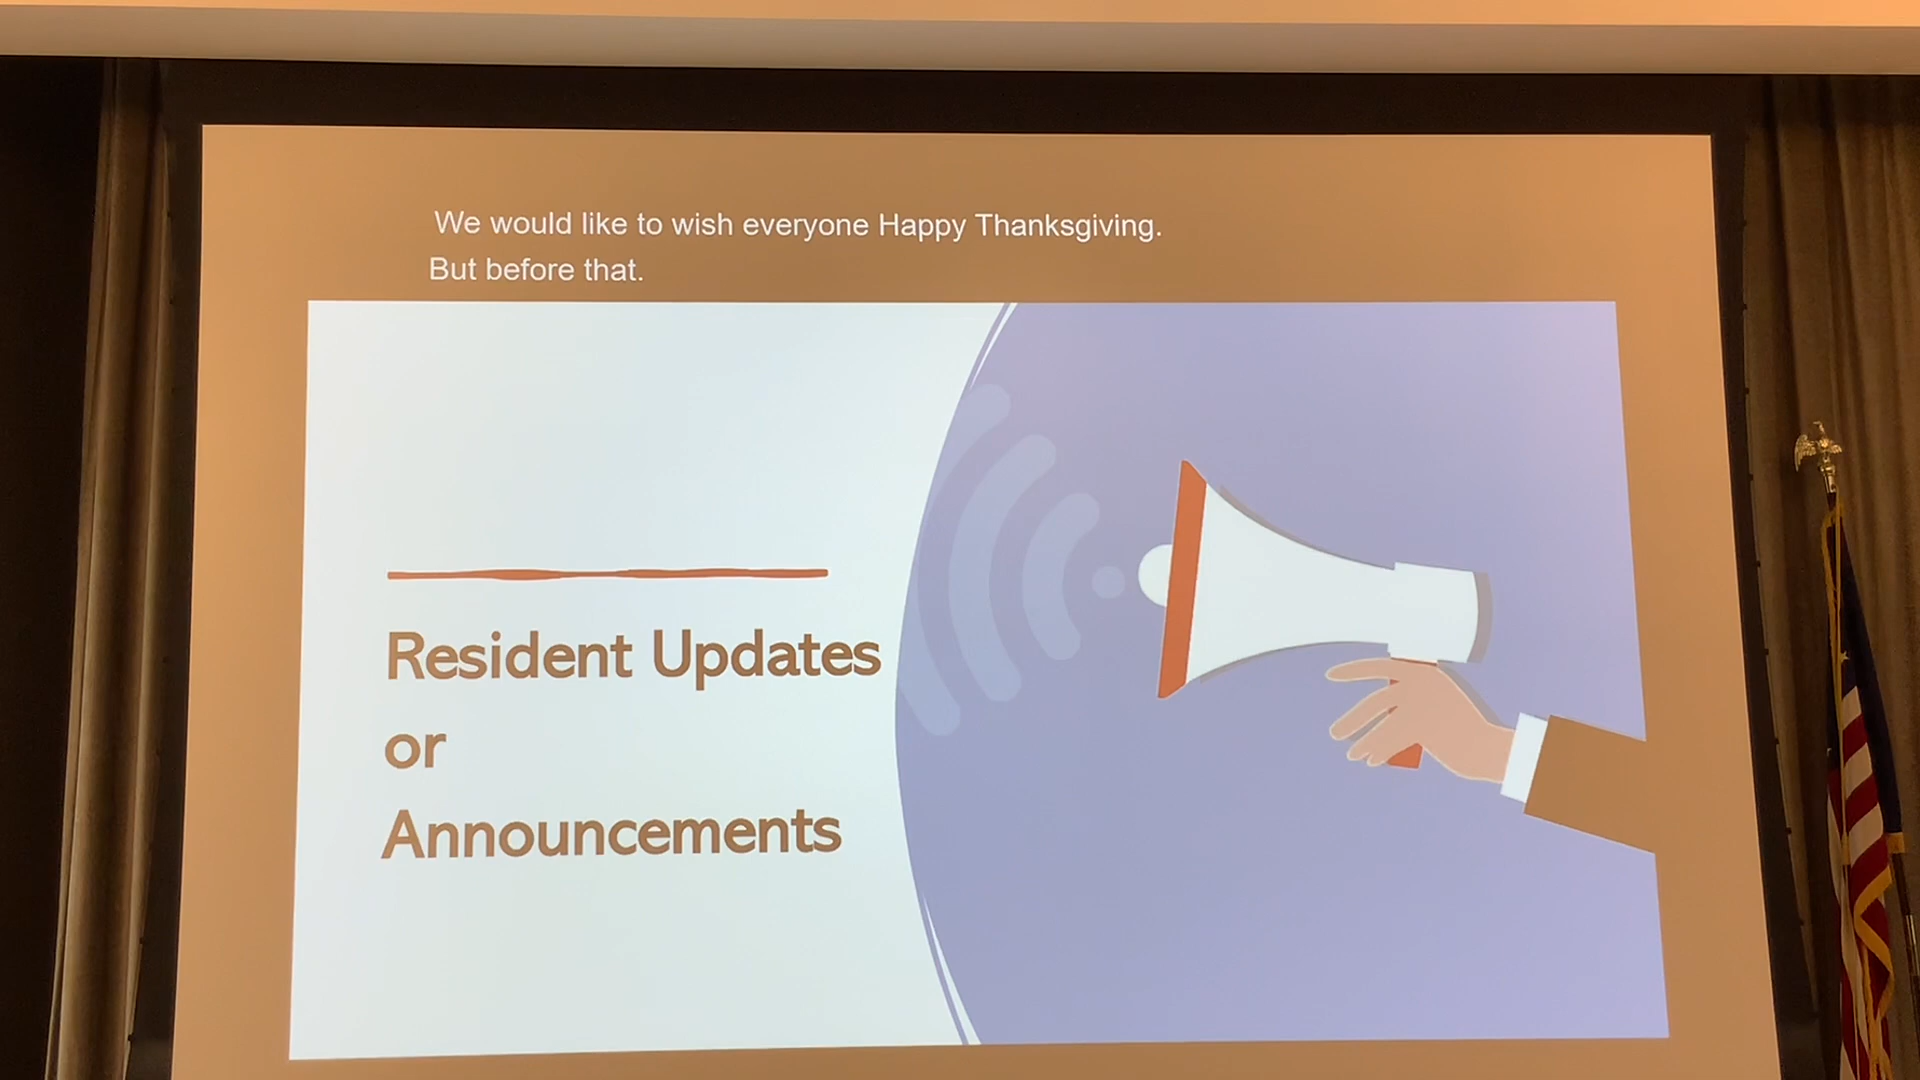 We would like to wish everyone Happy Thanksgiving.
But before that.
Resident Updates
or
Announcements